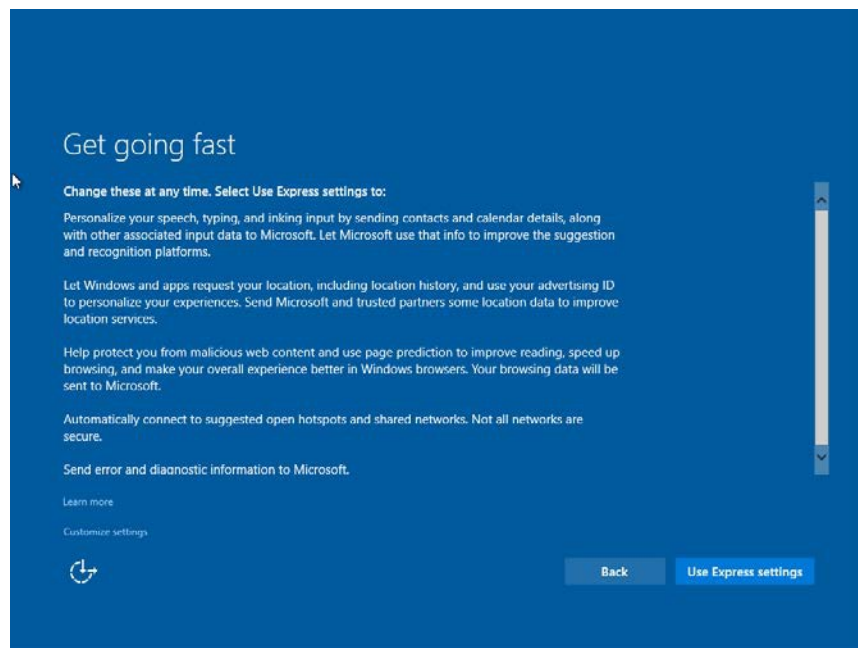 Get going fast
Change these at any time. Select Use Express settings to:
Personalize your speech, typing, and inking input by sending contacts and calendar details, along
with other associated input data to Microsoft. Let Microsoft use that info to improve the suggestion
and recognition platforms.
Let Windows and apps request your location, including location history, and use your advertising ID
to personalize your experiences. Send Microsoft and trusted partners some location data to improve
location services.
Help protect you from malicious web content and use page prediction to improve reading, speed up
browsing, and make your overall experience better in Windows browsers. Your browsing data will be
sent to Microsoft.
Automatically connect to suggested open hotspots and shared networks. Not all networks are
secure.
Send error and diagnostic information to Microsoft.
Learn more
Customize settings
Back
Use Express settings